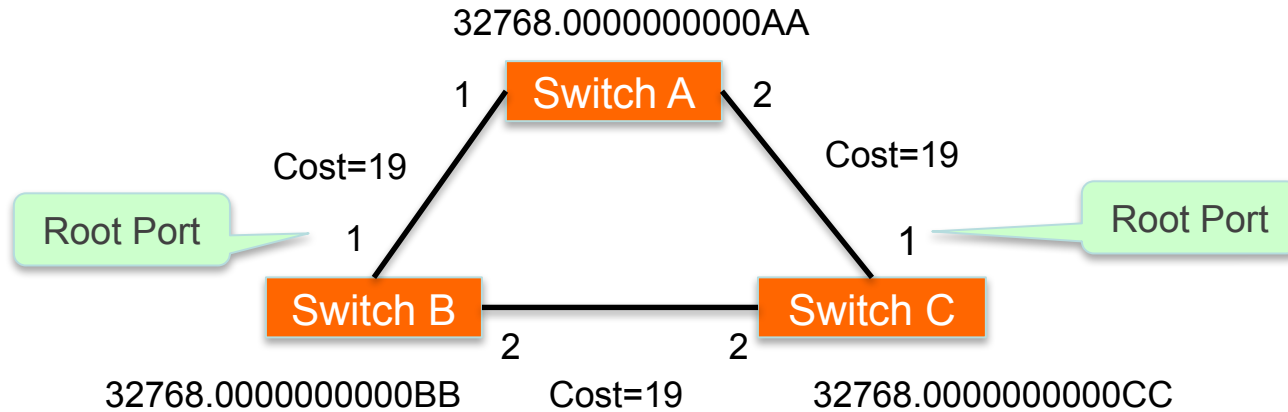 32768.0000000000AA
1
Switch A
2
Cost=19
Cost=19
Root Port
1
1
Root Port
Switch B
Switch C
2
2
32768.0000000000BB
Cost=19
32768.0000000000CC